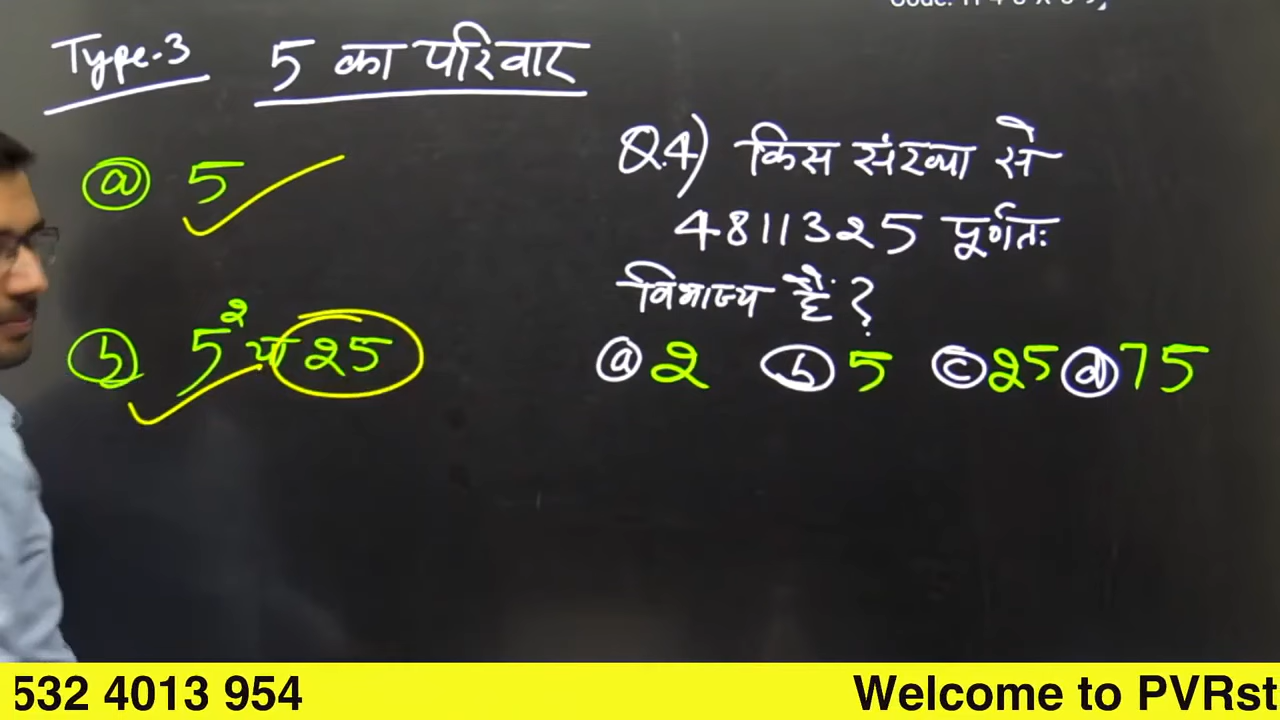 Type-3 5 का परिवार
ⓐ 5
ⓑ 5² या 25
Q.4) किस संख्या से
4811325 पूर्णतः
विभाज्य है?
ⓐ 2 ⓑ 5 ⓒ 25 ⓓ 75
532 4013 954
Welcome to PVRst